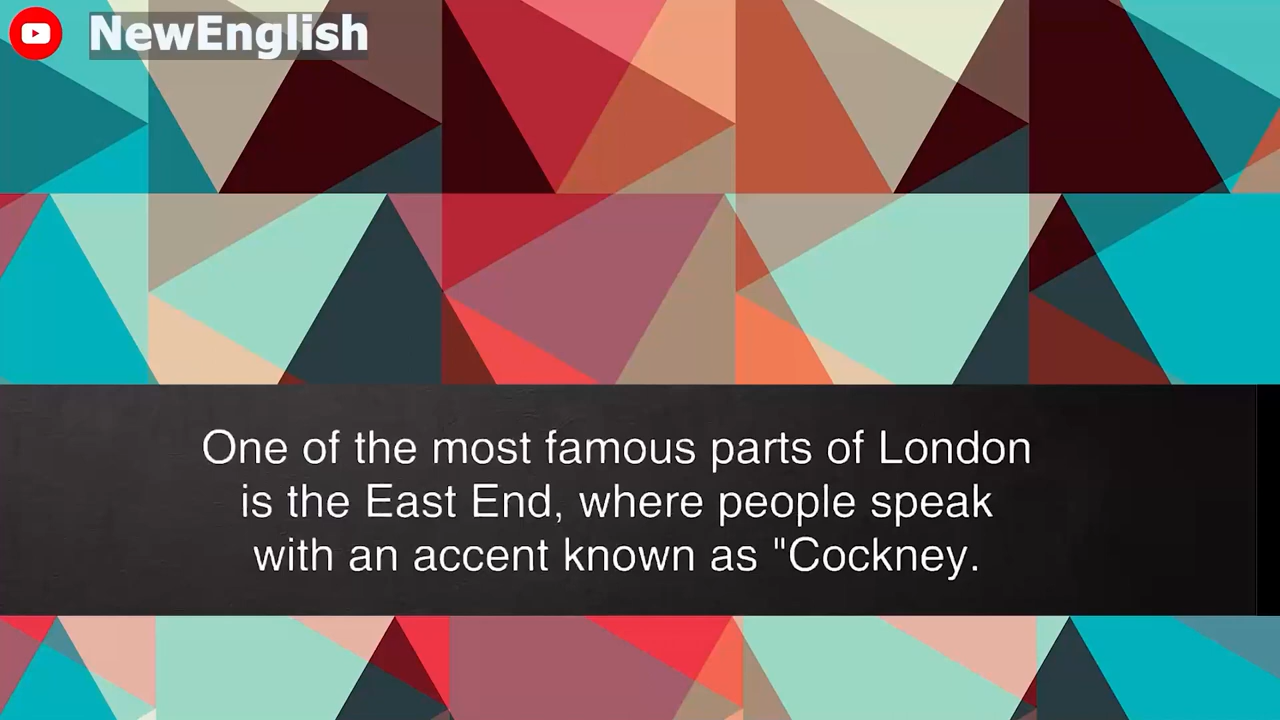 NewEnglish
One of the most famous parts of London
is the East End, where people speak
with an accent known as "Cockney.